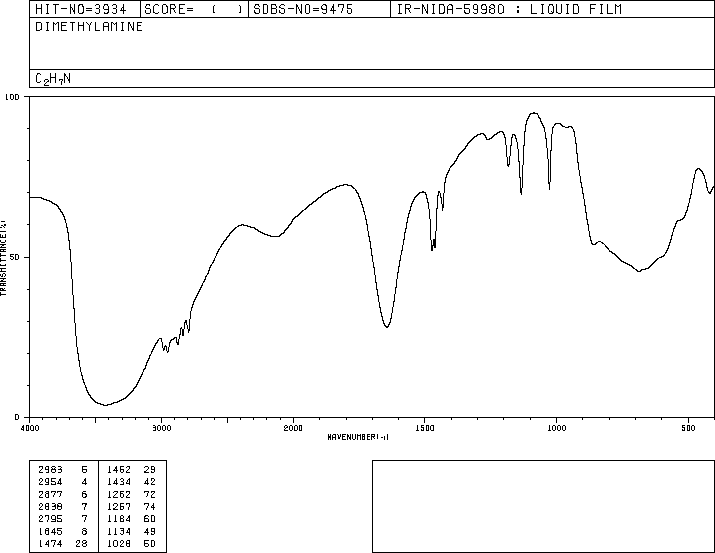 HIT-NO=3934 SCORE= ( ) SDBS-NO=9475 IR-NIDA-59980 : LIQUID FILM
DIMETHYLAMINE
C2H7N
100
TRANSMITTANCE(%)
50
0
4000 3000 2000 1500 1000 500
WAVENUMBER(-1)
2983 6 1462 29
2954 4 1434 42
2877 6 1262 72
2838 7 1257 74
2795 7 1184 60
1645 8 1134 49
1474 28 1028 50